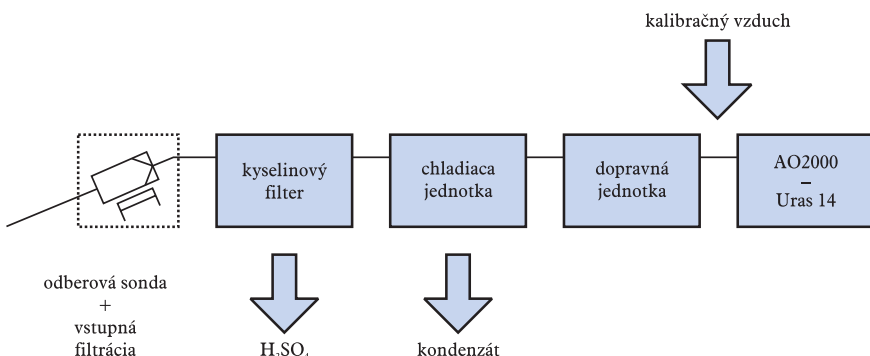 kalibračný vzduch
kyselinový
filter
chladiaca
jednotka
dopravná
jednotka
AO2000
–
Uras 14
odberová sonda
+
vstupná
filtrácia
H₂SO₄
kondenzát